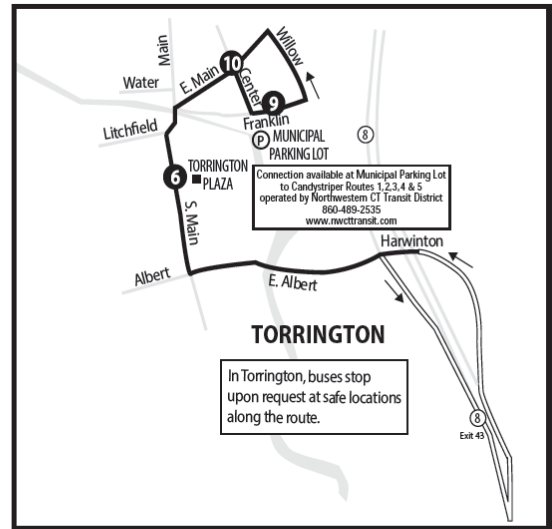 Main
Willow
10
E. Main
Water
Center
9
Franklin
Litchfield
P MUNICIPAL
PARKING LOT
8
6
TORRINGTON
PLAZA
Connection available at Municipal Parking Lot
to Candystriper Routes 1,2,3,4 & 5
operated by Northwestern CT Transit District
860-489-2535
www.nwcttransit.com
S. Main
Harwinton
Albert
E. Albert
TORRINGTON
In Torrington, buses stop
upon request at safe locations
along the route.
8
Exit 43